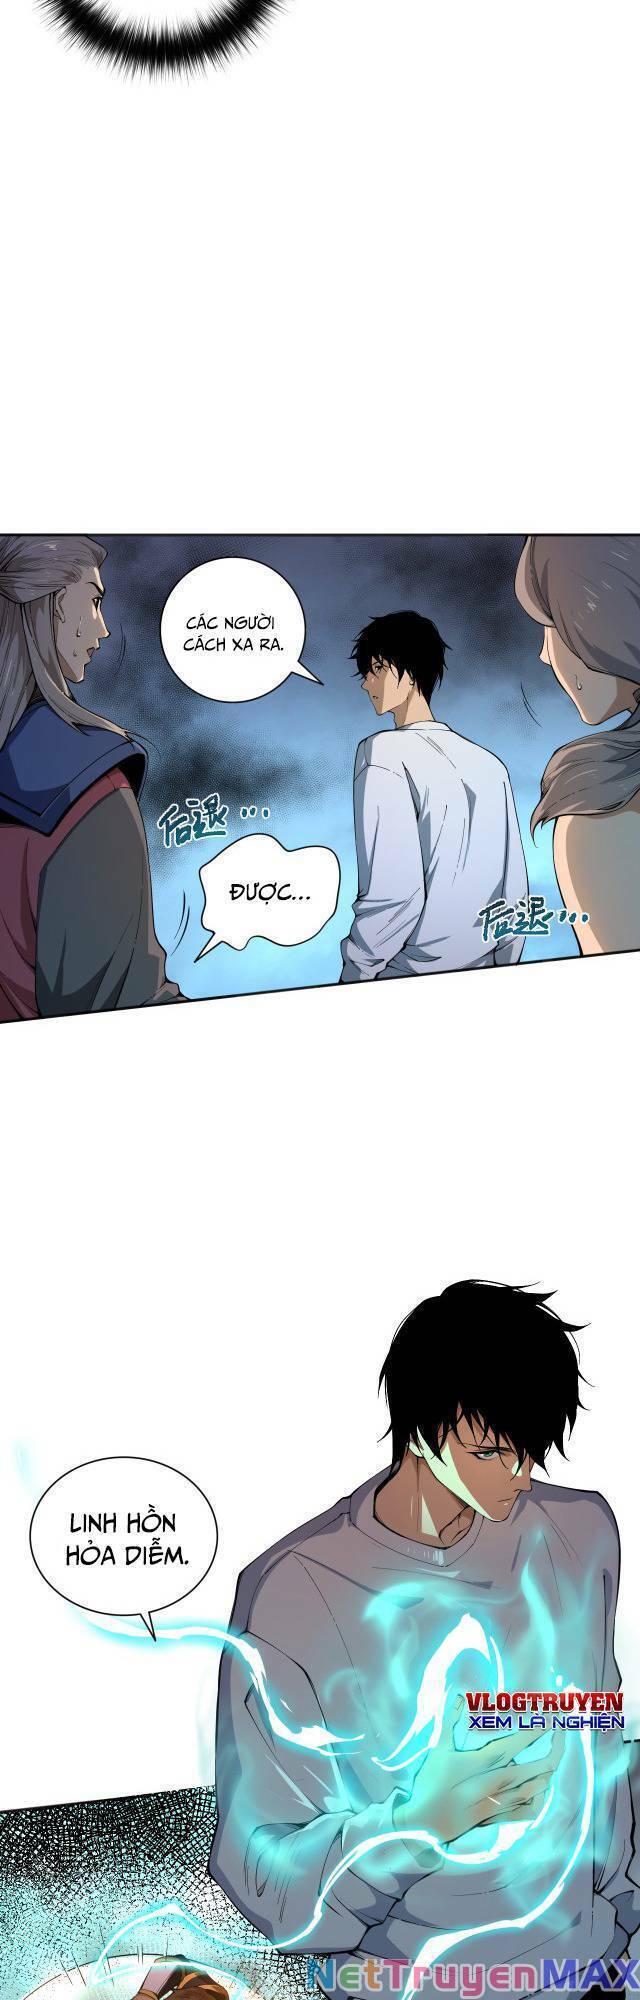 CÁC NGƯỜI
CÁCH XA RA.
后退...
ĐƯỢC...
后退...
LINH HỒN
HỎA DIỄM.
VLOGTRUYEN
XEM LÀ NGHIỆN
NETTRUYENMAX